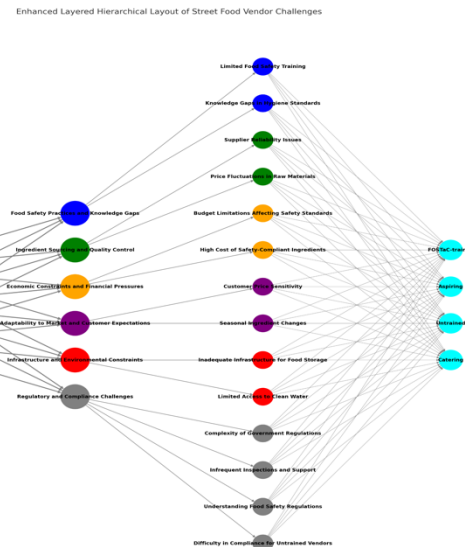 Enhanced Layered Hierarchical Layout of Street Food Vendor Challenges
Limited Food Safety Training
Knowledge Gaps in Hygiene Standards
Supplier Reliability Issues
Price Fluctuations in Raw Materials
Food Safety Practices and Knowledge Gaps
Budget Limitations Affecting Safety Standards
Ingredient Sourcing and Quality Control
High Cost of Safety-Compliant Ingredients
FOSTaC-train
Economic Constraints and Financial Pressures
Customer Price Sensitivity
Aspiring
Adaptability to Market and Customer Expectations
Seasonal Ingredient Changes
Untrained
Infrastructure and Environmental Constraints
Inadequate Infrastructure for Food Storage
Catering
Regulatory and Compliance Challenges
Limited Access to Clean Water
Complexity of Government Regulations
Infrequent Inspections and Support
Understanding Food Safety Regulations
Difficulty in Compliance for Untrained Vendors